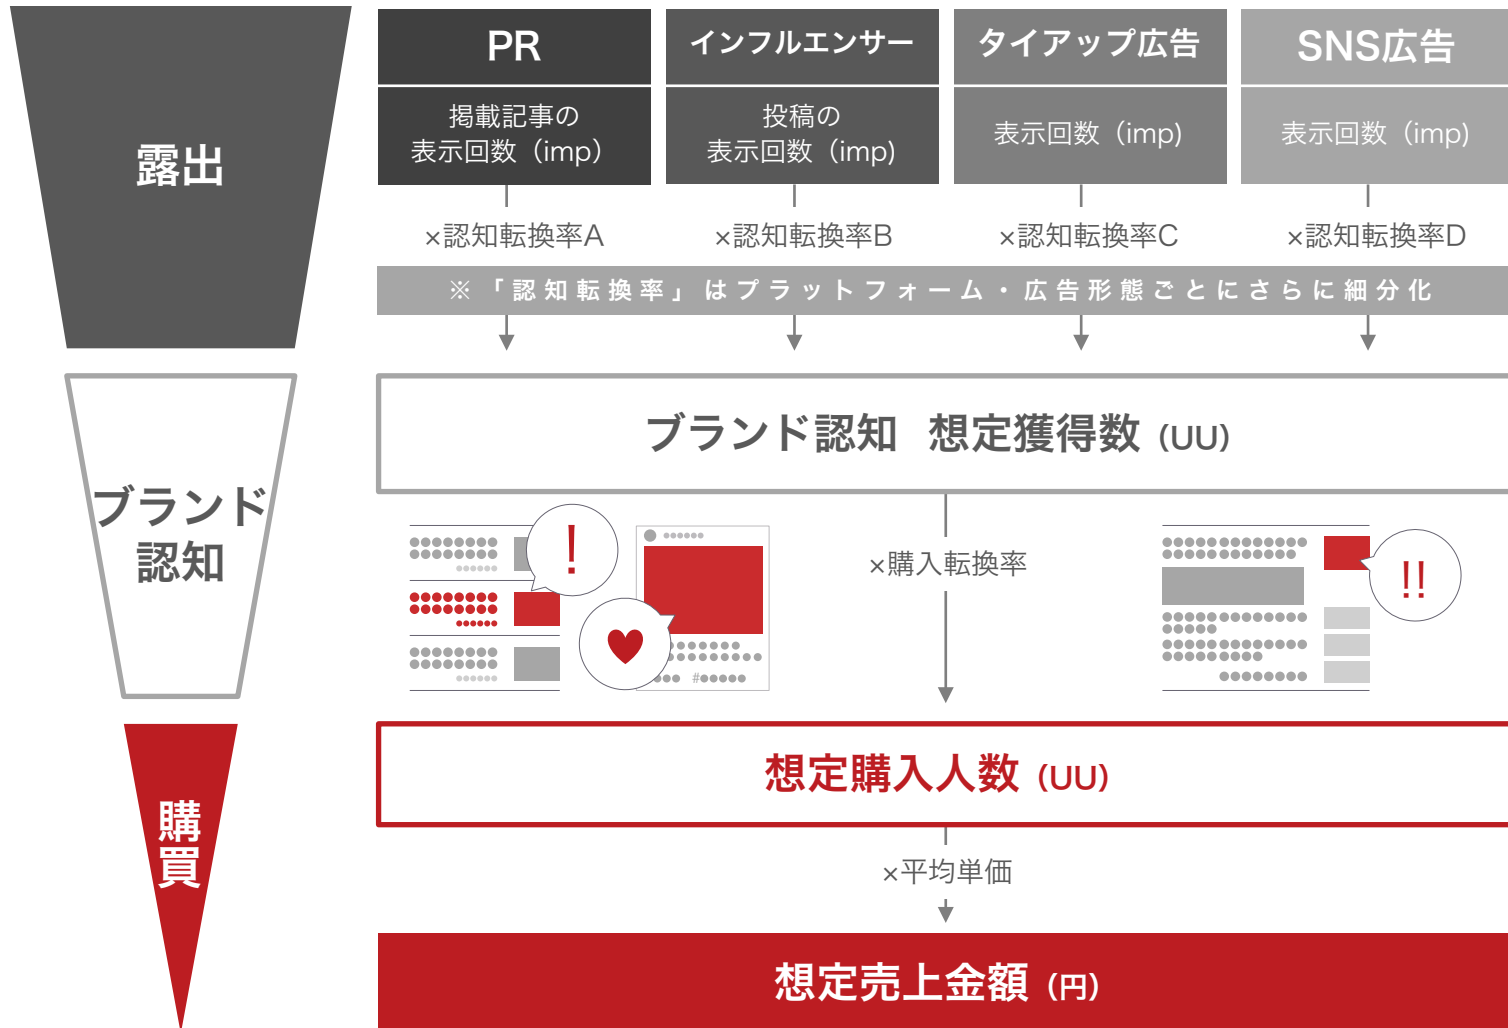 露出
PR
掲載記事の
表示回数（imp）
インフルエンサー
投稿の
表示回数（imp)
タイアップ広告
表示回数（imp)
SNS広告
表示回数（imp)
×認知転換率A
×認知転換率B
×認知転換率C
×認知転換率D
※「認知転換率」はプラットフォーム・広告形態ごとにさらに細分化
ブランド
認知
ブランド認知 想定獲得数（UU）
!
×購入転換率
!!
#
購買
想定購入人数（UU）
×平均単価
想定売上金額（円）